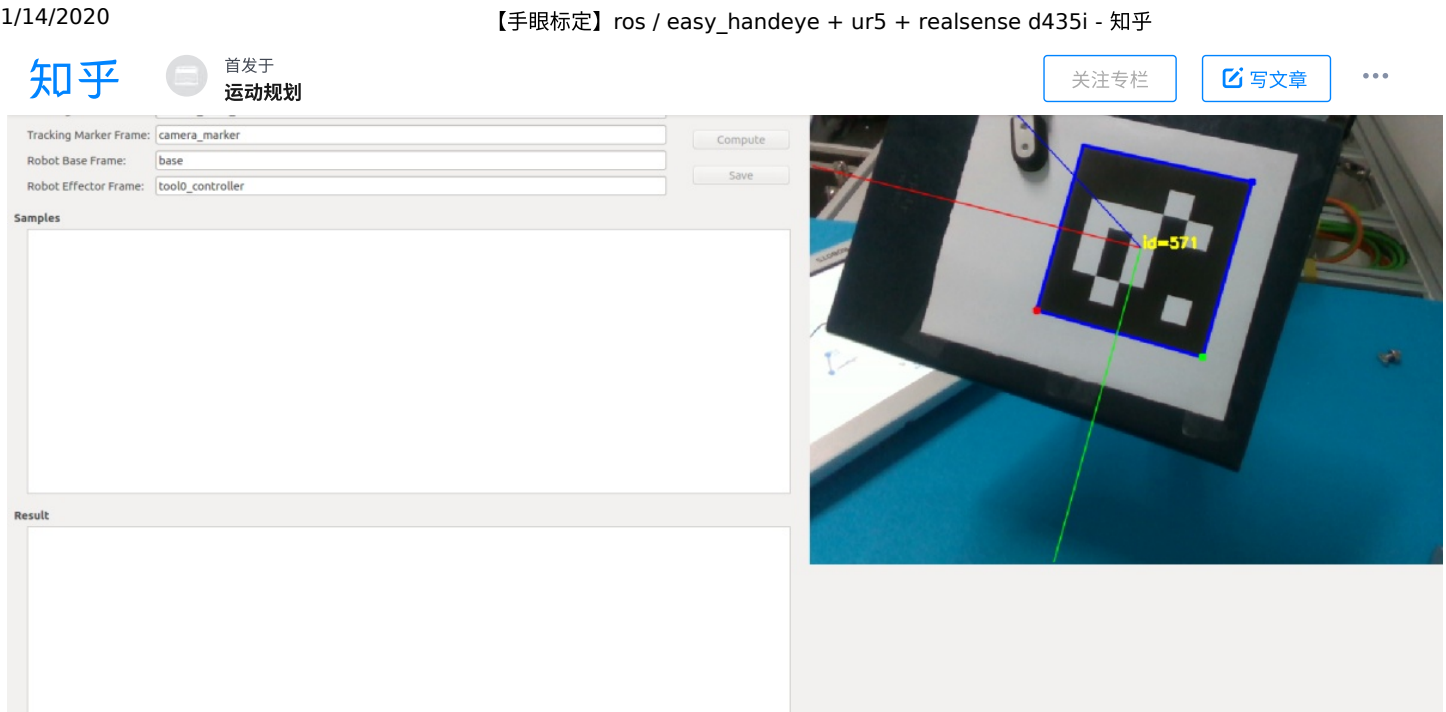 1/14/2020
【手眼标定】ros / easy_handeye + ur5 + realsense d435i - 知乎
知乎
首发于
运动规划
关注专栏
写文章
Tracking Marker Frame: camera_marker
Compute
Robot Base Frame: base
Save
Robot Effector Frame: tool0_controller
Samples
id=571
Result